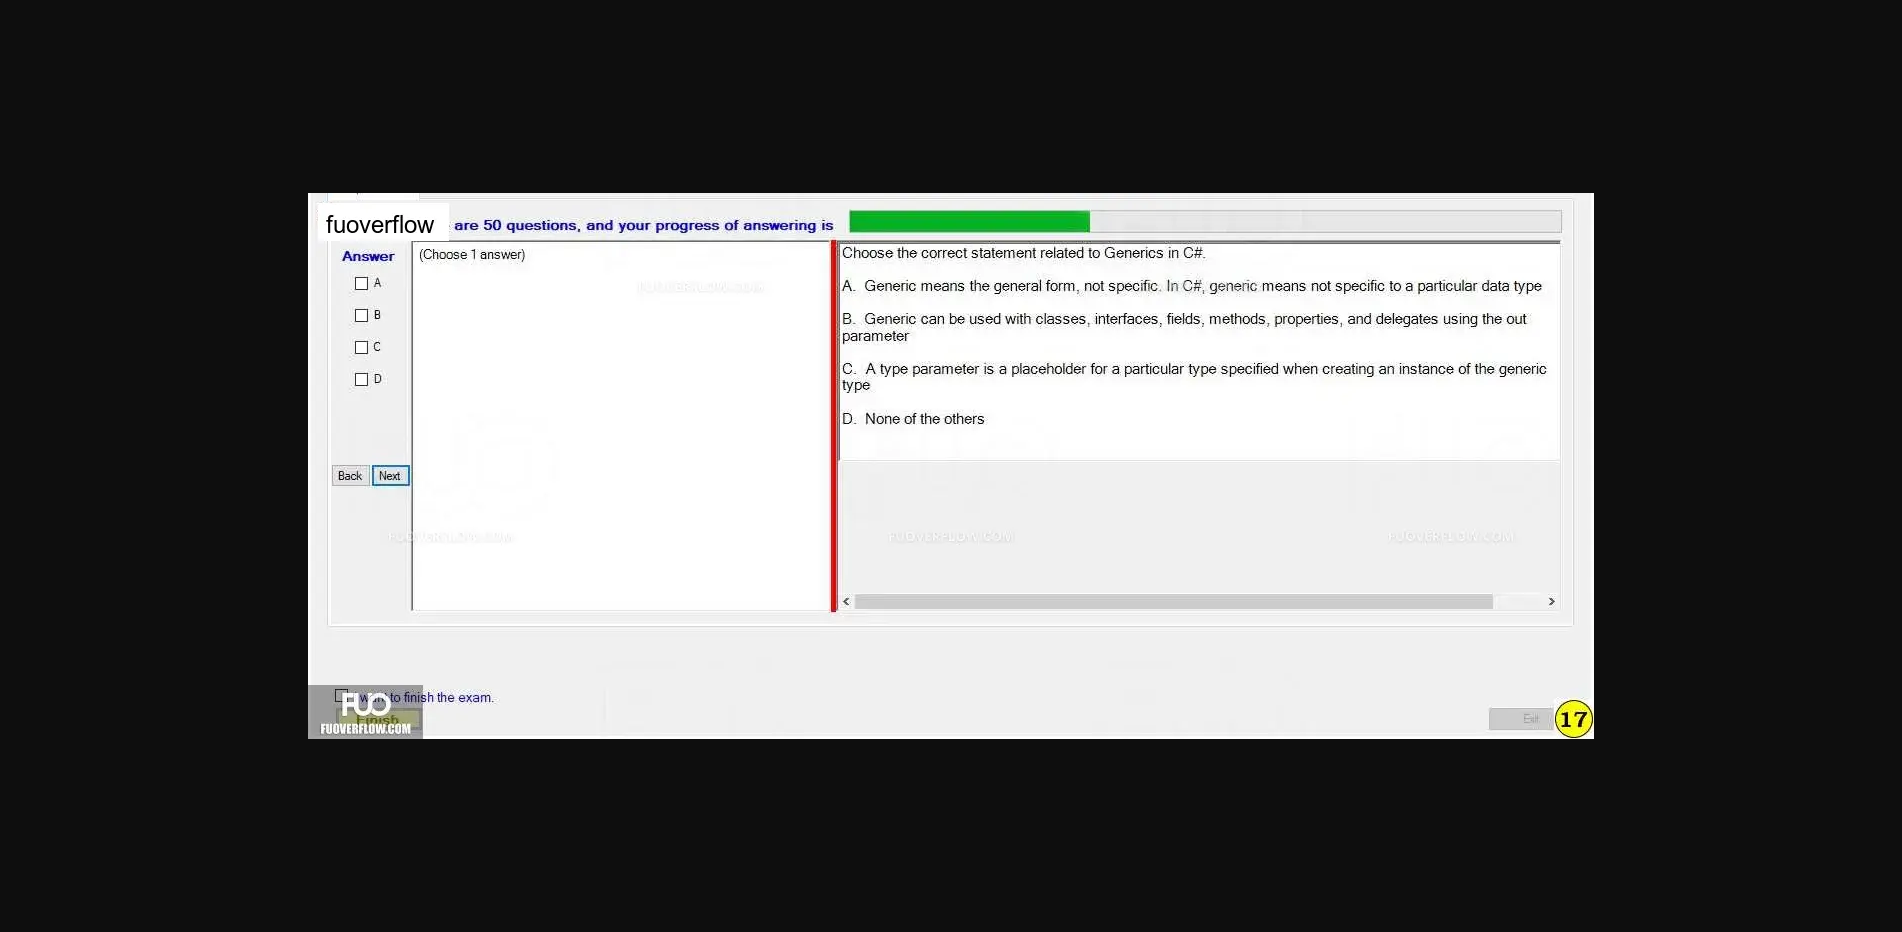 fuoverflow are 50 questions, and your progress of answering is
Answer
(Choose 1 answer)
A
B
C
D
Back Next
Choose the correct statement related to Generics in C#.
A. Generic means the general form, not specific. In C#, generic means not specific to a particular data type
B. Generic can be used with classes, interfaces, fields, methods, properties, and delegates using the out
parameter
C. A type parameter is a placeholder for a particular type specified when creating an instance of the generic
type
D. None of the others
FUOVERFLOW.COM
FUOVERFLOW.COM FUOVERFLOW.COM FUOVERFLOW.COM
< >
I want to finish the exam.
Finish
FUO
FUOVERFLOW.COM
Exit
17